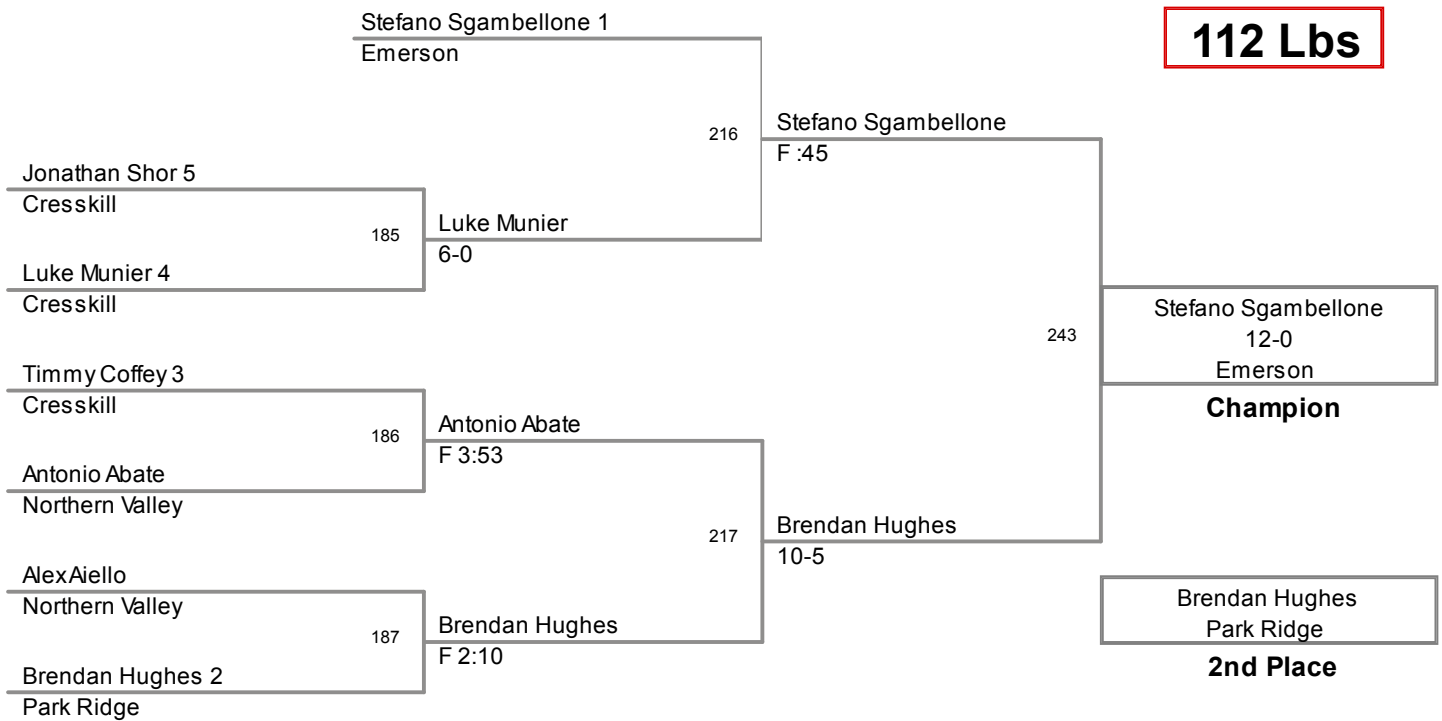 Stefano Sgambellone 1
Emerson
112 Lbs
216
Stefano Sgambellone
F :45
Jonathan Shor 5
Cresskill
185
Luke Munier
6-0
Luke Munier 4
Cresskill
243
Stefano Sgambellone
12-0
Emerson
Champion
Timmy Coffey 3
Cresskill
186
Antonio Abate
F 3:53
Antonio Abate
Northern Valley
217
Brendan Hughes
10-5
Alex Aiello
Northern Valley
187
Brendan Hughes
F 2:10
Brendan Hughes 2
Park Ridge
Brendan Hughes
Park Ridge
2nd Place